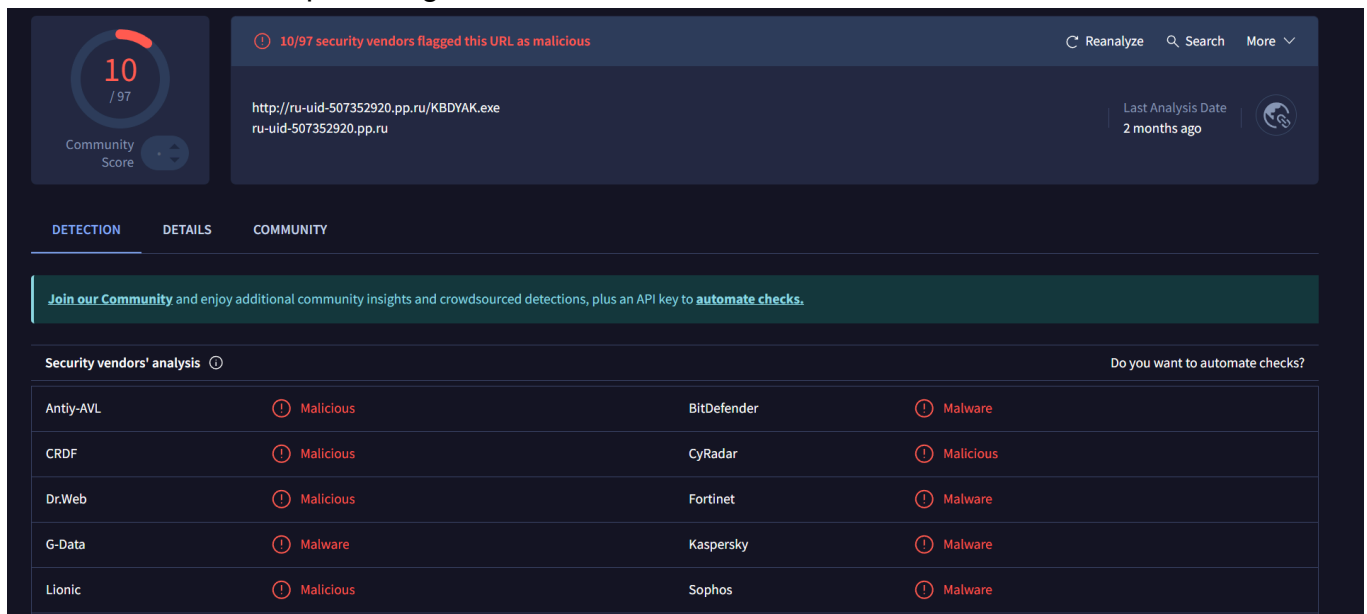 10
/ 97
Community
Score
10/97 security vendors flagged this URL as malicious
Reanalyze Search More
http://ru-uid-507352920.pp.ru/KBDYAK.exe
ru-uid-507352920.pp.ru
Last Analysis Date
2 months ago
DETECTION DETAILS COMMUNITY
Join our Community and enjoy additional community insights and crowdsourced detections, plus an API key to automate checks.
Security vendors' analysis Do you want to automate checks?
Antiy-AVL Malicious BitDefender Malware
CRDF Malicious CyRadar Malicious
Dr.Web Malicious Fortinet Malware
G-Data Malware Kaspersky Malware
Lionic Malicious Sophos Malware